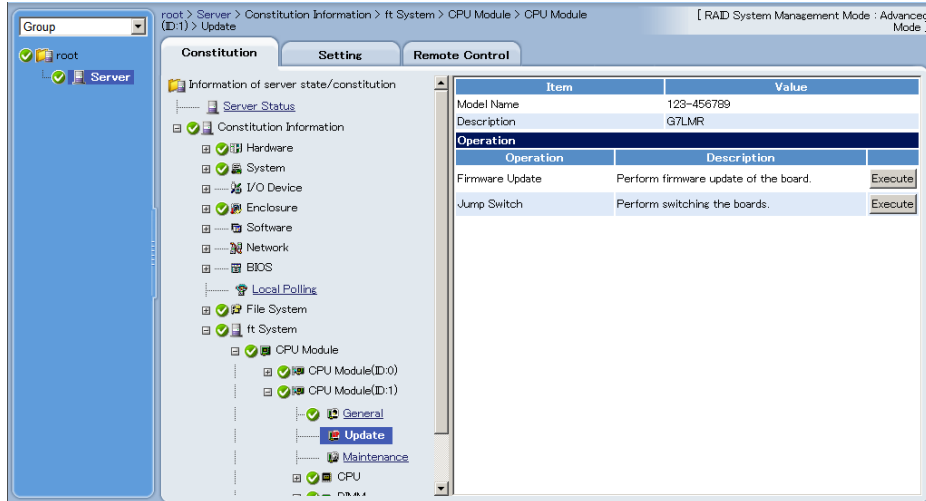 Group
root
Server
root > Server > Constitution Information > ft System > CPU Module > CPU Module
(ID:1) > Update
[ RAID System Management Mode : Advanced
Mode
Constitution
Setting
Remote Control
Information of server state/constitution
Server Status
Constitution Information
Hardware
System
I/O Device
Enclosure
Software
Network
BIOS
Local Polling
File System
ft System
CPU Module
CPU Module(ID:0)
CPU Module(ID:1)
General
Update
Maintenance
CPU
DIMM
Item Value
Model Name 123-456789
Description G7LMR
Operation
Operation Description
Firmware Update Perform firmware update of the board. Execute
Jump Switch Perform switching the boards. Execute